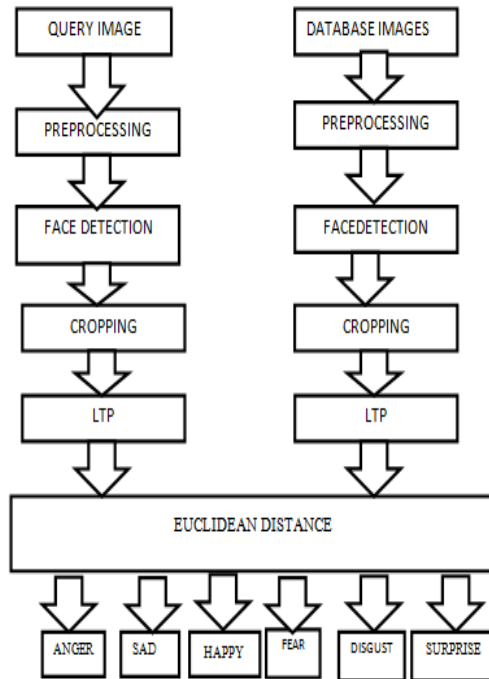 QUERY IMAGE
DATABASE IMAGES
PREPROCESSING
PREPROCESSING
FACE DETECTION
FACEDETECTION
CROPPING
CROPPING
LTP
LTP
EUCLIDEAN DISTANCE
ANGER
SAD
HAPPY
FEAR
DISGUST
SURPRISE